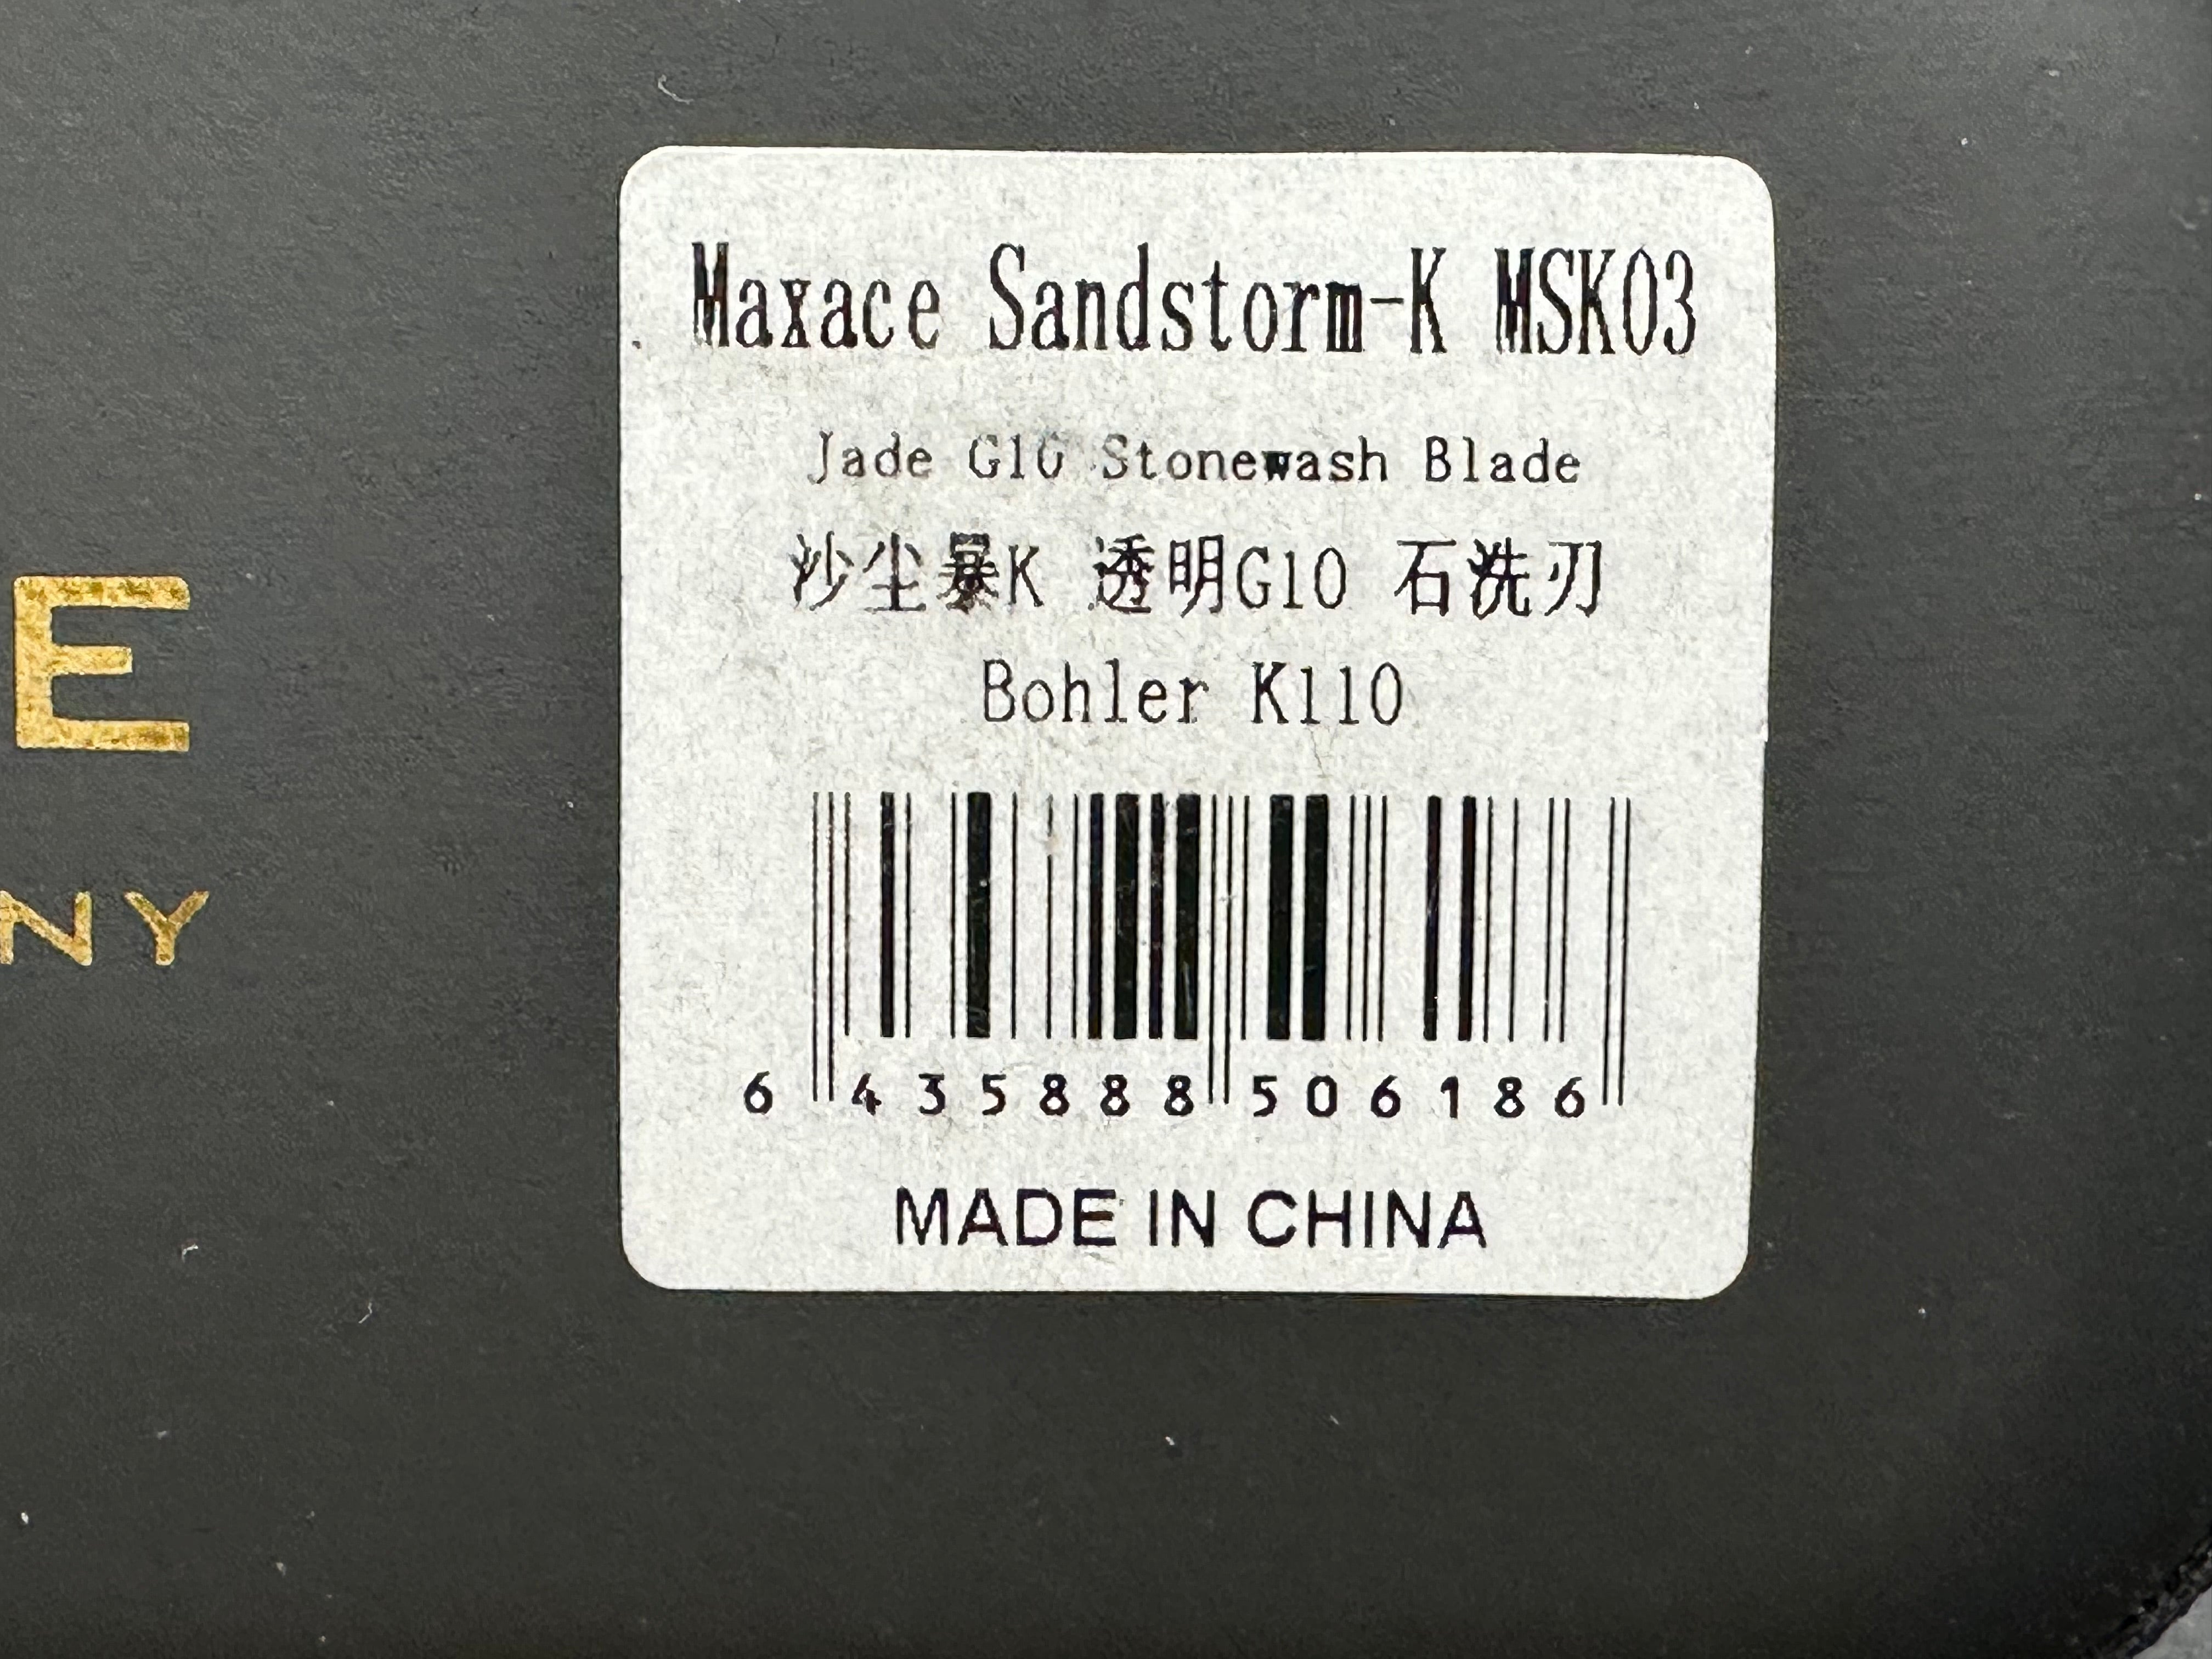 Maxace Sandstorm-K MSK03
Jade G10 Stonewash Blade
沙尘暴K 透明G10 石洗刃
Bohler K110
6 435888 506186
MADE IN CHINA
E
NY